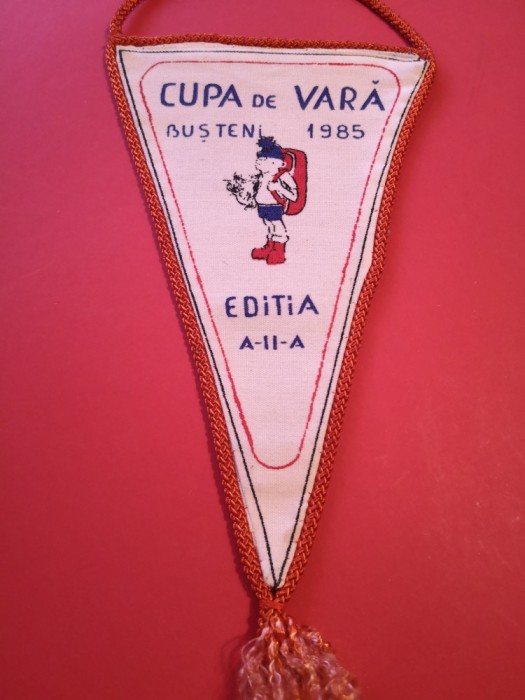 CUPA DE VARĂ
BUȘTENi 1985
EDiTiA
A-II-A